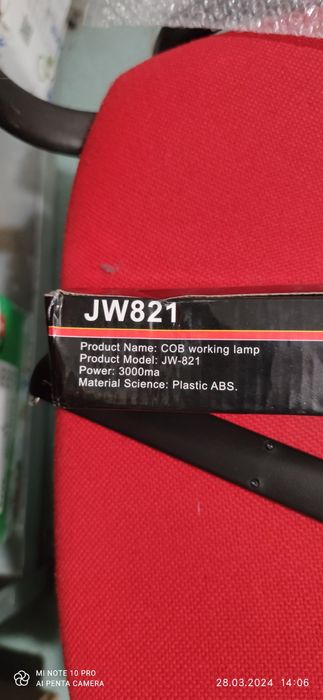 JW821
Product Name: COB working lamp
Product Model: JW-821
Power: 3000ma
Material Science: Plastic ABS.
MI NOTE 10 PRO
AI PENTA CAMERA
28.03.2024 14:06